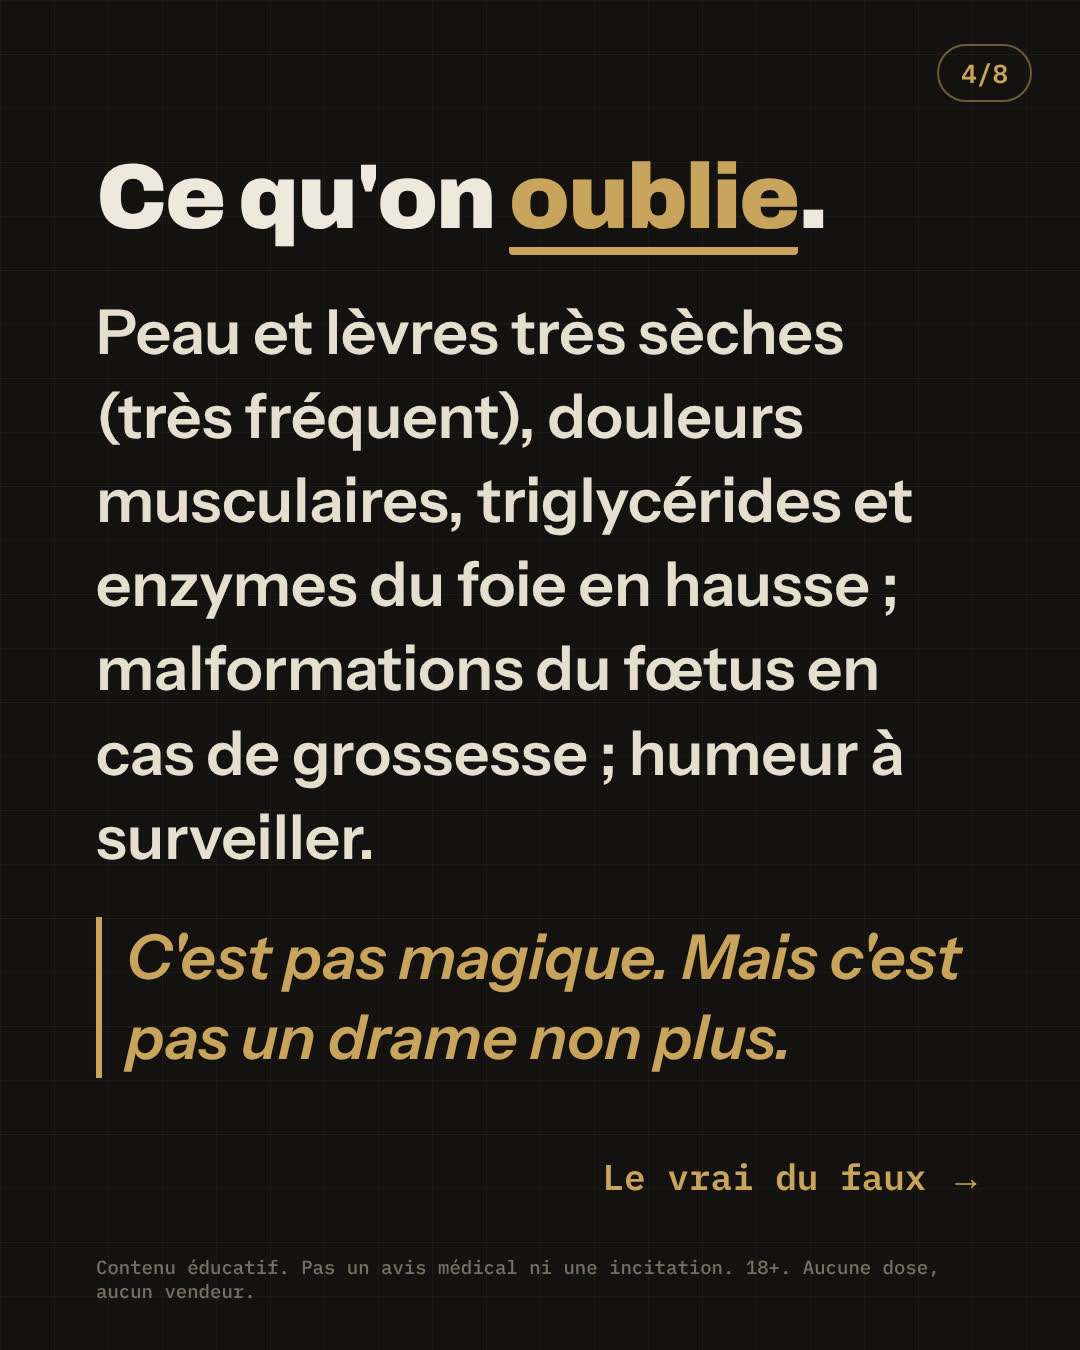 4/8
Ce qu'on oublie.
Peau et lèvres très sèches
(très fréquent), douleurs
musculaires, triglycérides et
enzymes du foie en hausse ;
malformations du fœtus en
cas de grossesse ; humeur à
surveiller.
C'est pas magique. Mais c'est
pas un drame non plus.
Le vrai du faux →
Contenu éducatif. Pas un avis médical ni une incitation. 18+. Aucune dose,
aucun vendeur.